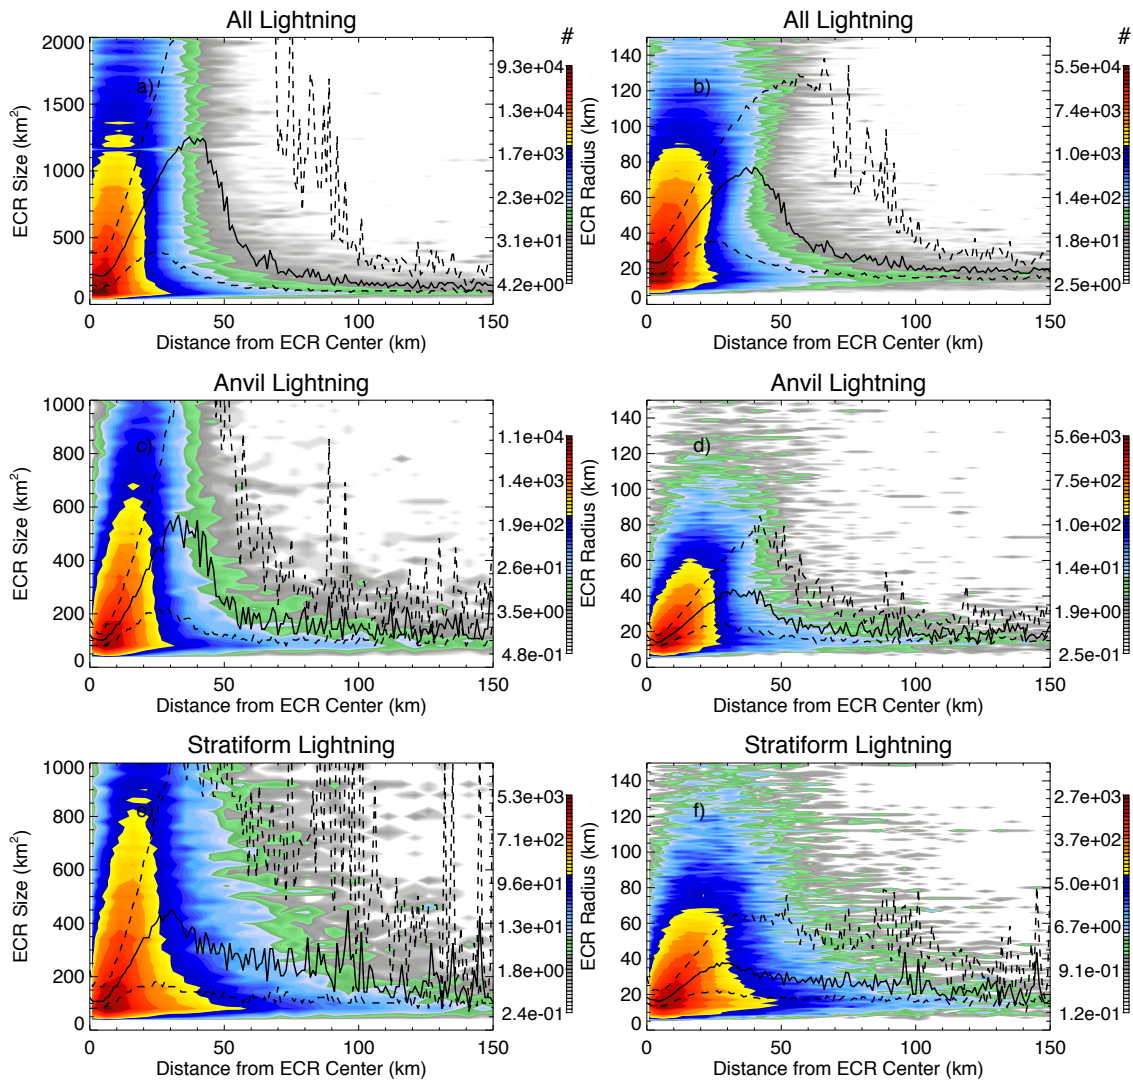 All Lightning
ECR Size (km²)
2000
1500
1000
500
0
a)
0 50 100 150
Distance from ECR Center (km)
#
9.3e+04
1.3e+04
1.7e+03
2.3e+02
3.1e+01
4.2e+00
All Lightning
ECR Radius (km)
140
120
100
80
60
40
20
0
b)
0 50 100 150
Distance from ECR Center (km)
#
5.5e+04
7.4e+03
1.0e+03
1.4e+02
1.8e+01
2.5e+00
Anvil Lightning
ECR Size (km²)
1000
800
600
400
200
0
c)
0 50 100 150
Distance from ECR Center (km)
1.1e+04
1.4e+03
1.9e+02
2.6e+01
3.5e+00
4.8e-01
Anvil Lightning
ECR Radius (km)
140
120
100
80
60
40
20
0
d)
0 50 100 150
Distance from ECR Center (km)
5.6e+03
7.5e+02
1.0e+02
1.4e+01
1.9e+00
2.5e-01
Stratiform Lightning
ECR Size (km²)
1000
800
600
400
200
0
e)
0 50 100 150
Distance from ECR Center (km)
5.3e+03
7.1e+02
9.6e+01
1.3e+01
1.8e+00
2.4e-01
Stratiform Lightning
ECR Radius (km)
140
120
100
80
60
40
20
0
f)
0 50 100 150
Distance from ECR Center (km)
2.7e+03
3.7e+02
5.0e+01
6.7e+00
9.1e-01
1.2e-01